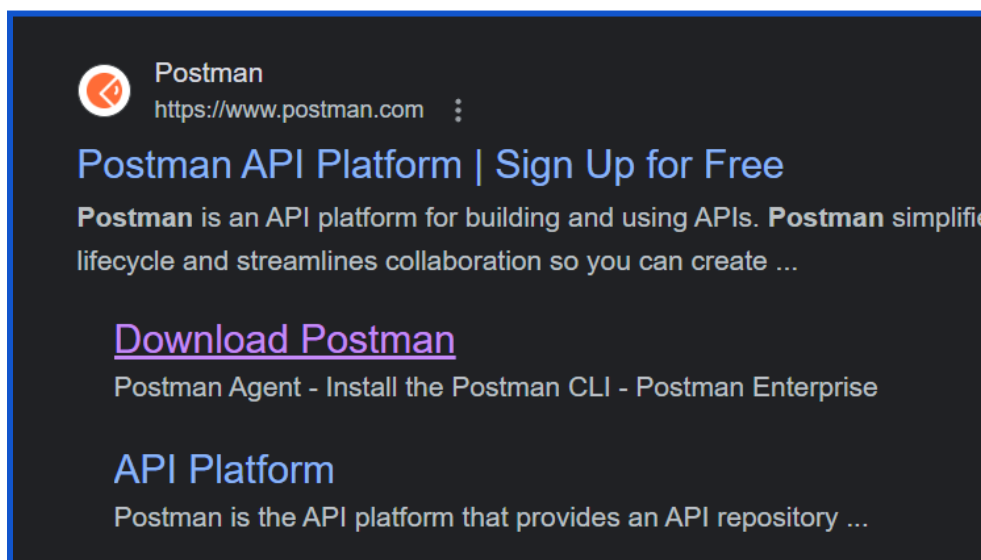 Postman
https://www.postman.com
Postman API Platform | Sign Up for Free
Postman is an API platform for building and using APIs. Postman
lifecycle and streamlines collaboration so you can create ...
Download Postman
Postman Agent - Install the Postman CLI - Postman Enterprise
API Platform
Postman is the API platform that provides an API repository ...